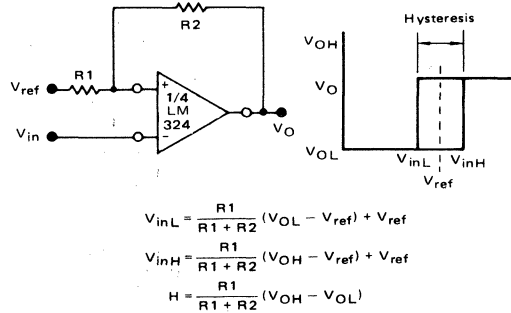 R2
Hysteresis
R1
VOH
Vref
+
1/4
LM
324
VO
VO
Vin
−
VOL
VinL
VinH
Vref
VinL = R1 / (R1 + R2) (VOL − Vref) + Vref
VinH = R1 / (R1 + R2) (VOH − Vref) + Vref
H = R1 / (R1 + R2) (VOH − VOL)